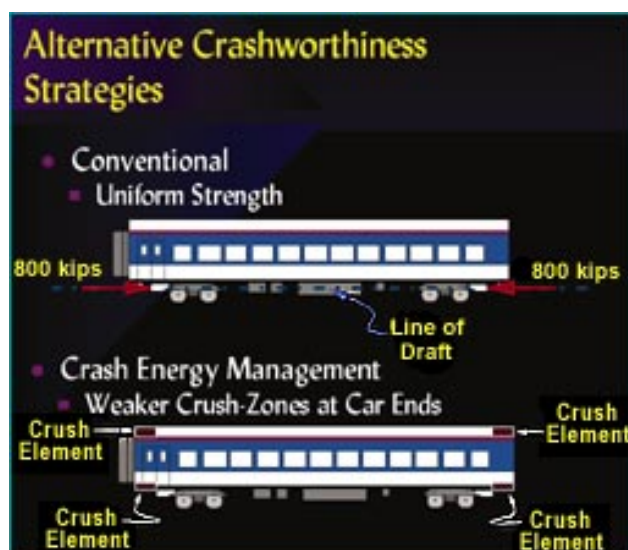 Alternative Crashworthiness
Strategies
Conventional
Uniform Strength
800 kips
800 kips
Line of
Draft
Crash Energy Management
Weaker Crush-Zones at Car Ends
Crush
Element
Crush
Element
Crush
Element
Crush
Element